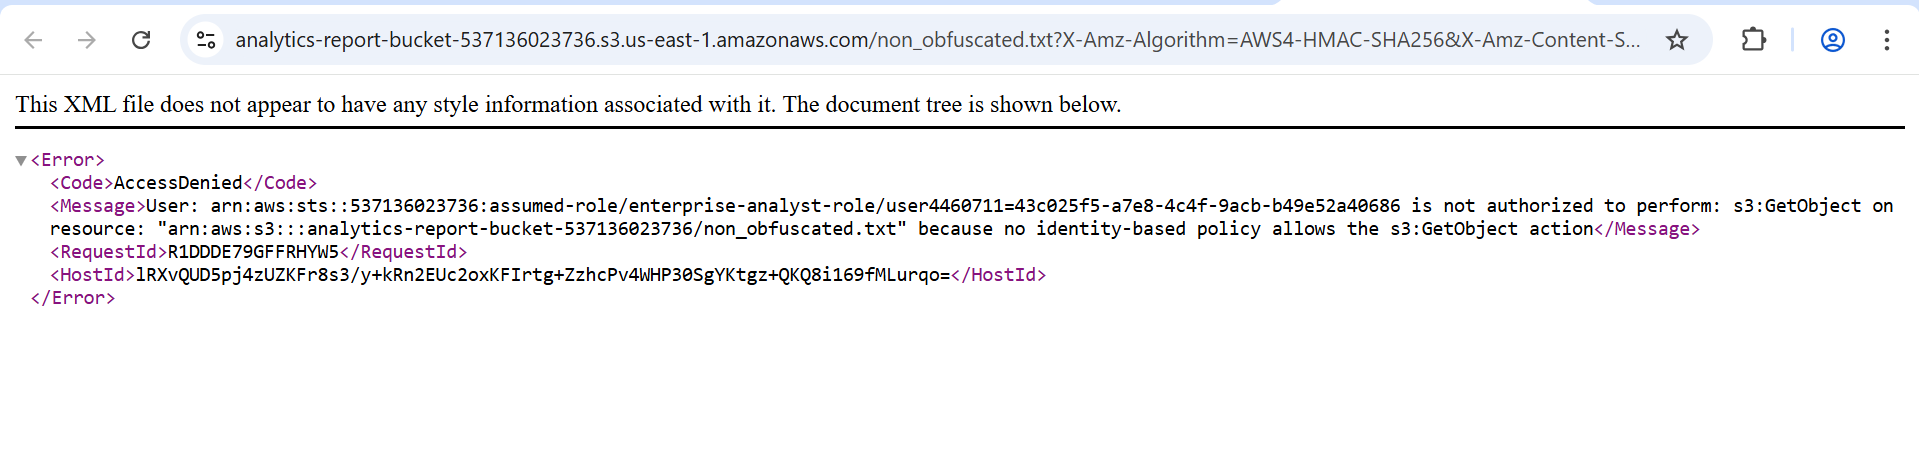 analytics-report-bucket-537136023736.s3.us-east-1.amazonaws.com/non_obfuscated.txt?X-Amz-Algorithm=AWS4-HMAC-SHA256&X-Amz-Content-S...
This XML file does not appear to have any style information associated with it. The document tree is shown below.
<Error>
<Code>AccessDenied</Code>
<Message>User: arn:aws:sts::537136023736:assumed-role/enterprise-analyst-role/user4460711=43c025f5-a7e8-4c4f-9acb-b49e52a40686 is not authorized to perform: s3:GetObject on
resource: "arn:aws:s3:::analytics-report-bucket-537136023736/non_obfuscated.txt" because no identity-based policy allows the s3:GetObject action</Message>
<RequestId>R1DDDE79GFFRHYW5</RequestId>
<HostId>lRXvQUD5pj4zUZKFr8s3/y+kRn2EUc2oxKFIrtg+ZzhcPv4WHP30SgYKtgz+QKQ8i169fMLurqo=</HostId>
</Error>